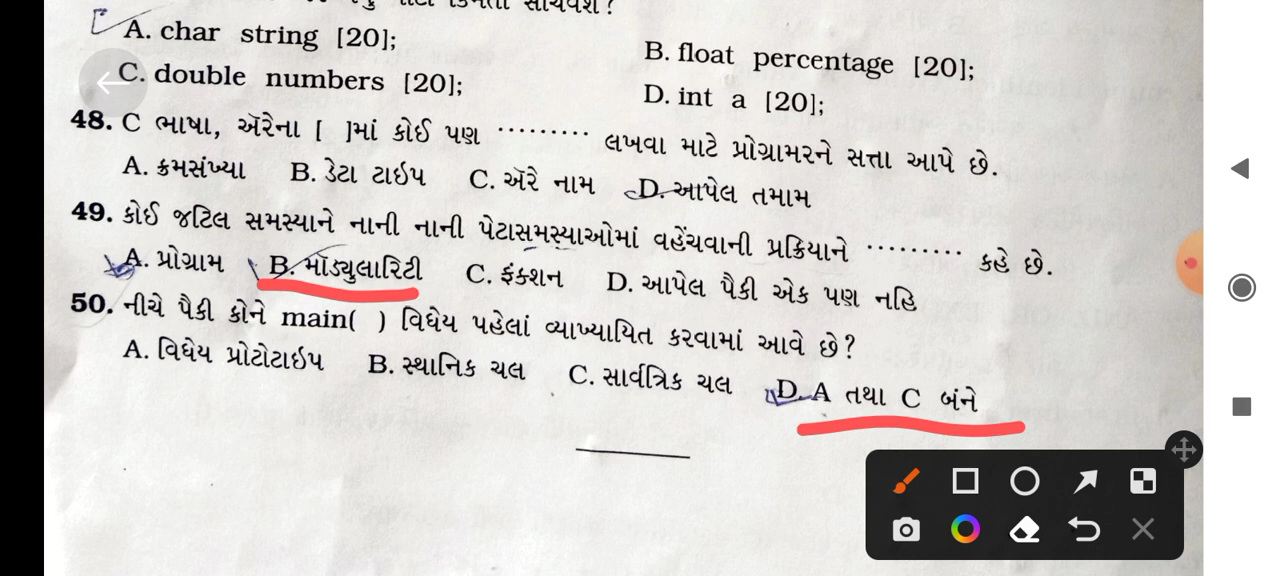 A. char string [20];
B. float percentage [20];
C. double numbers [20];
D. int a [20];
48. C ભાષા, ઍરેના [ ]માં કોઈ પણ ········· લખવા માટે પ્રોગ્રામરને સત્તા આપે છે.
A. ક્રમસંખ્યા B. ડેટા ટાઇપ C. ઍરે નામ D. આપેલ તમામ
49. કોઈ જટિલ સમસ્યાને નાની નાની પેટાસમસ્યાઓમાં વહેંચવાની પ્રક્રિયાને ········· કહે છે.
A. પ્રોગ્રામ B. મૉડ્યુલારિટી C. ફંક્શન D. આપેલ પૈકી એક પણ નહિ
50. નીચે પૈકી કોને main( ) વિધેય પહેલાં વ્યાખ્યાયિત કરવામાં આવે છે?
A. વિધેય પ્રોટોટાઇપ B. સ્થાનિક ચલ C. સાર્વત્રિક ચલ D. A તથા C બંને